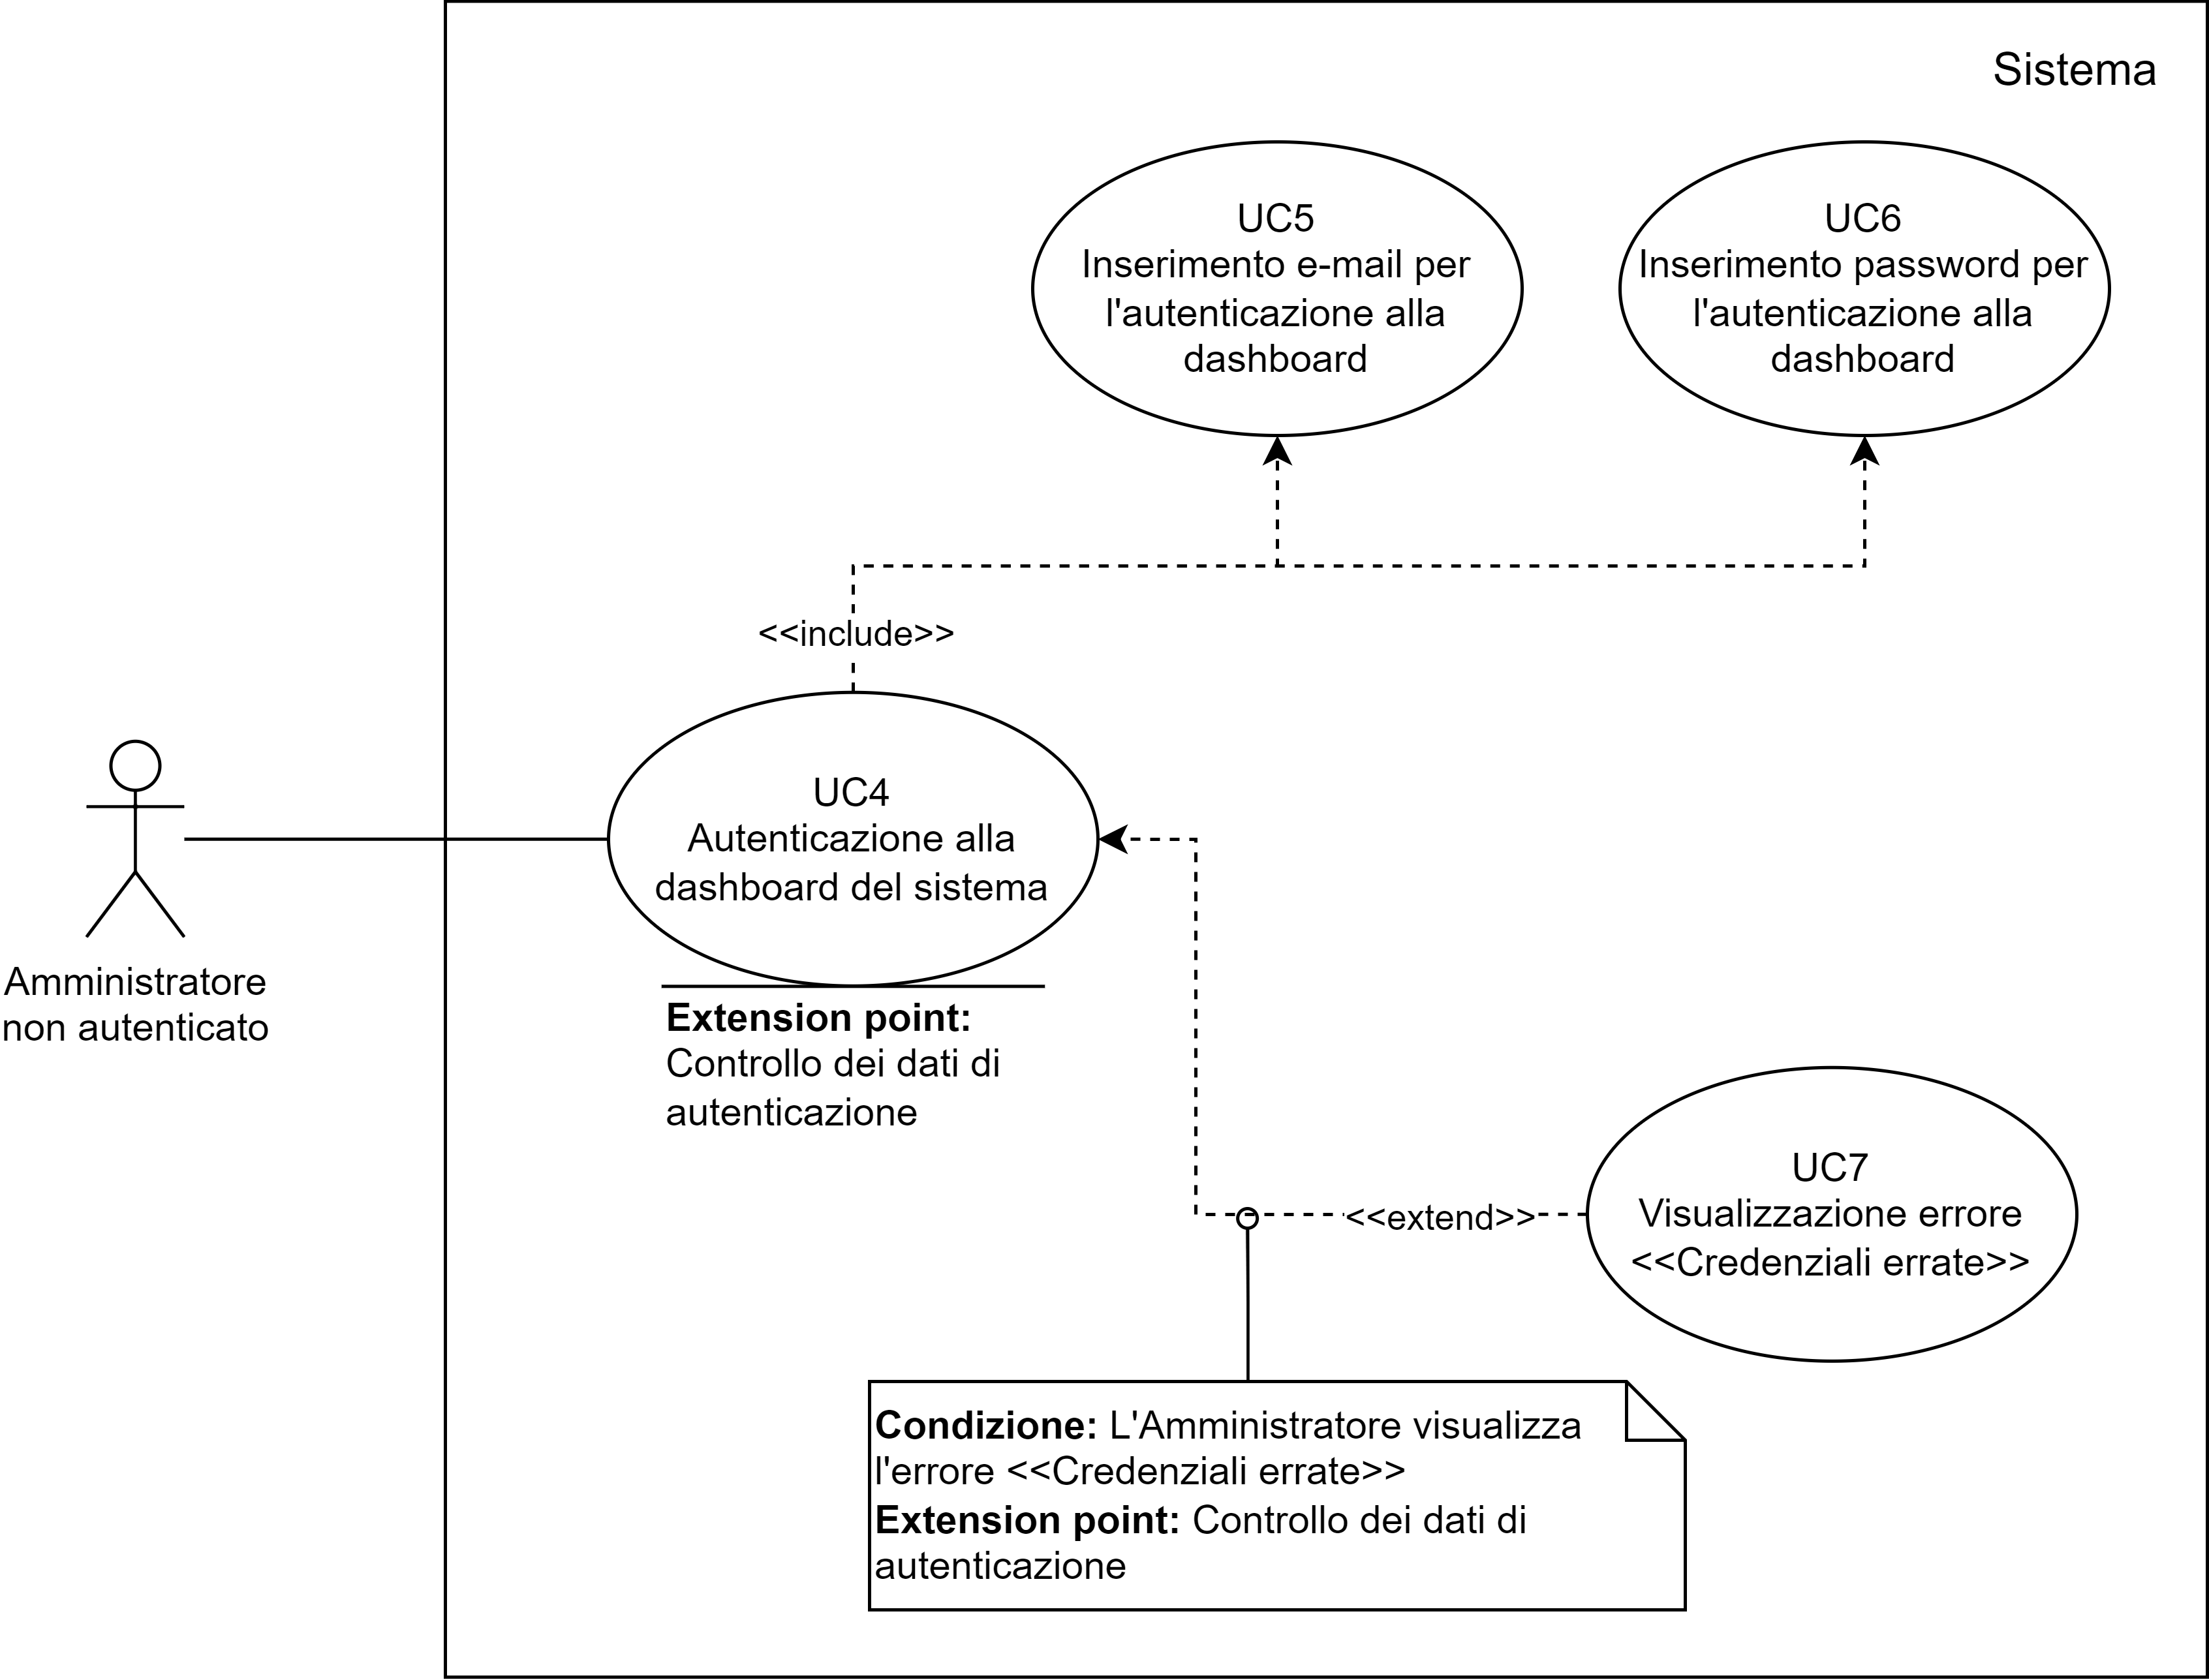 Sistema
UC5
Inserimento e-mail per
l'autenticazione alla
dashboard
UC6
Inserimento password per
l'autenticazione alla
dashboard
<<include>>
UC4
Autenticazione alla
dashboard del sistema
Amministratore
non autenticato
Extension point:
Controllo dei dati di
autenticazione
UC7
Visualizzazione errore
<<Credenziali errate>>
<<extend>>
Condizione: L'Amministratore visualizza
l'errore <<Credenziali errate>>
Extension point: Controllo dei dati di
autenticazione